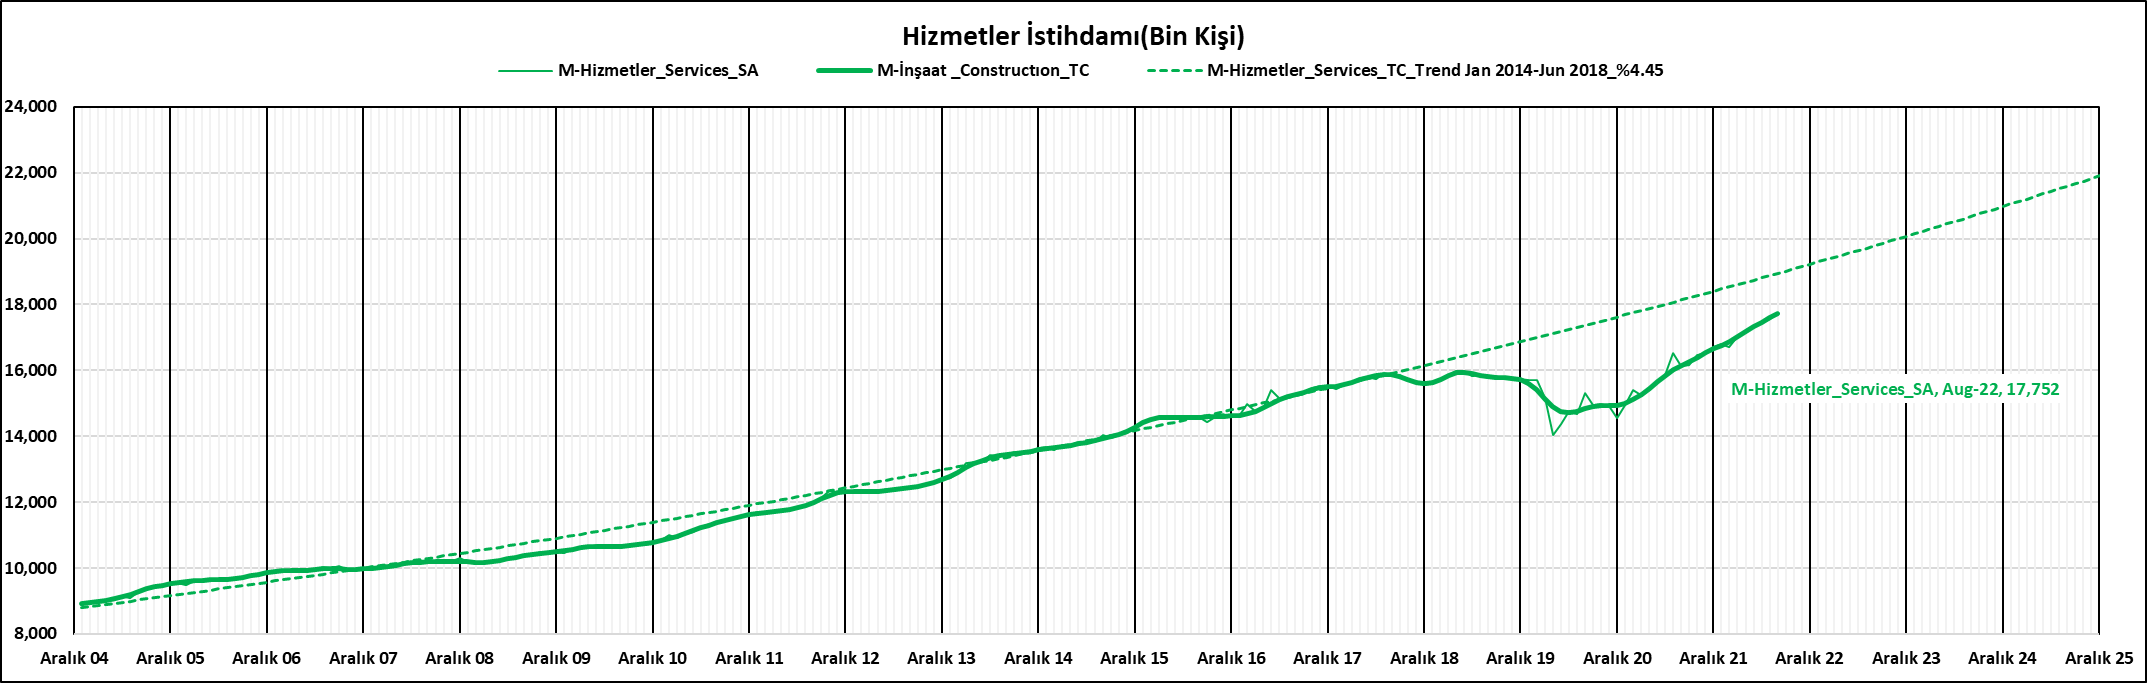 Hizmetler İstihdamı(Bin Kişi)
M-Hizmetler_Services_SA
M-İnşaat _Constructıon_TC
M-Hizmetler_Services_TC_Trend Jan 2014-Jun 2018_%4.45
24,000
22,000
20,000
18,000
16,000
14,000
12,000
10,000
8,000
M-Hizmetler_Services_SA, Aug-22, 17,752
Aralık 04
Aralık 05
Aralık 06
Aralık 07
Aralık 08
Aralık 09
Aralık 10
Aralık 11
Aralık 12
Aralık 13
Aralık 14
Aralık 15
Aralık 16
Aralık 17
Aralık 18
Aralık 19
Aralık 20
Aralık 21
Aralık 22
Aralık 23
Aralık 24
Aralık 25